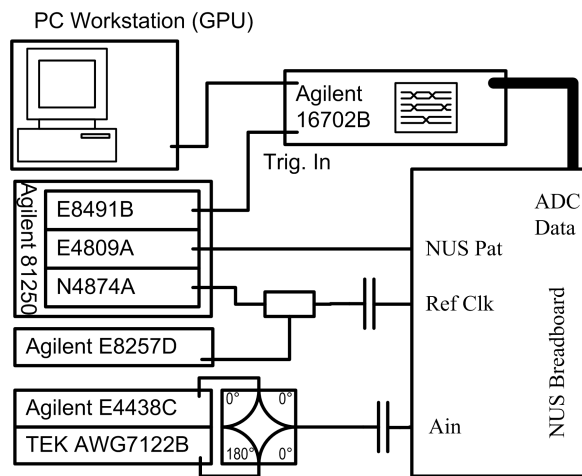 PC Workstation (GPU)
Agilent
16702B
Trig. In
Agilent 81250
E8491B
E4809A
N4874A
ADC
Data
NUS Pat
Ref Clk
NUS Breadboard
Agilent E8257D
Agilent E4438C
TEK AWG7122B
0°
0°
180°
0°
Ain